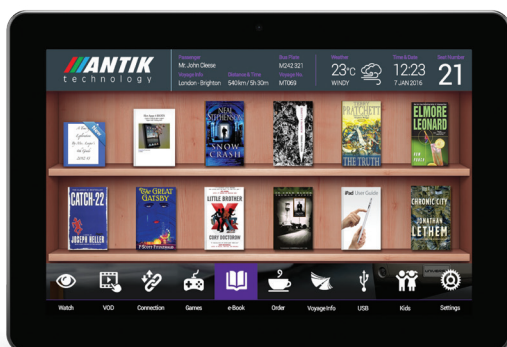 ANTIK
technology
Passenger
Mr. John Cleese
Voyage Info
London - Brighton
Distance & Time
540km / 5h 30m
Bus Plate
M242 321
Voyage No.
MT069
Weather
23°C
WINDY
Time & Date
12:23
7 JAN 2016
Seat Number
21
NEAL
STEPHENSON
SNOW
CRASH
PRATCHETT
THE TRUTH
ELMORE
LEONARD
CATCH-22
JOSEPH HELLER
The GREAT
GATSBY
F·SCOTT FITZGERALD
LITTLE BROTHER
CORY DOCTOROW
iPad User Guide
CHRONIC CITY
JONATHAN
LETHEM
Watch
VOD
Connection
Games
e-Book
Order
Voyage Info
USB
Kids
Settings